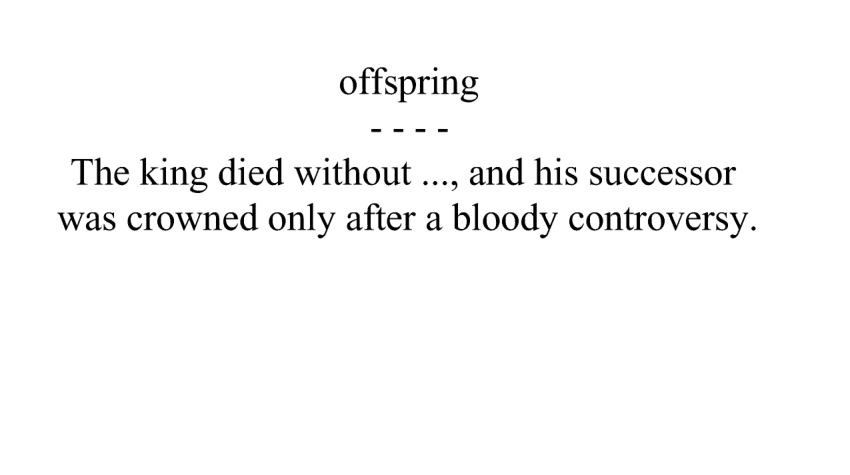 offspring
- - - -
The king died without ..., and his successor
was crowned only after a bloody controversy.